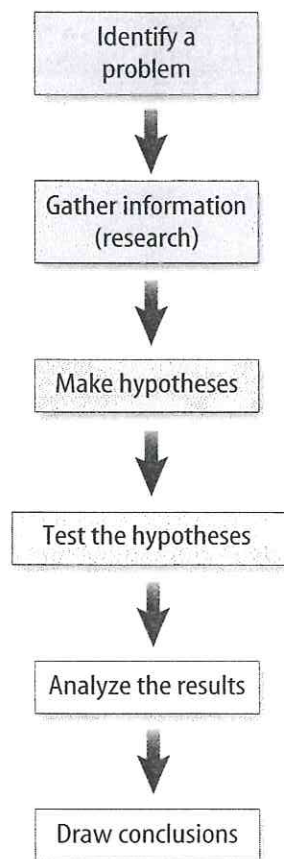 Identify a
problem
Gather information
(research)
Make hypotheses
Test the hypotheses
Analyze the results
Draw conclusions